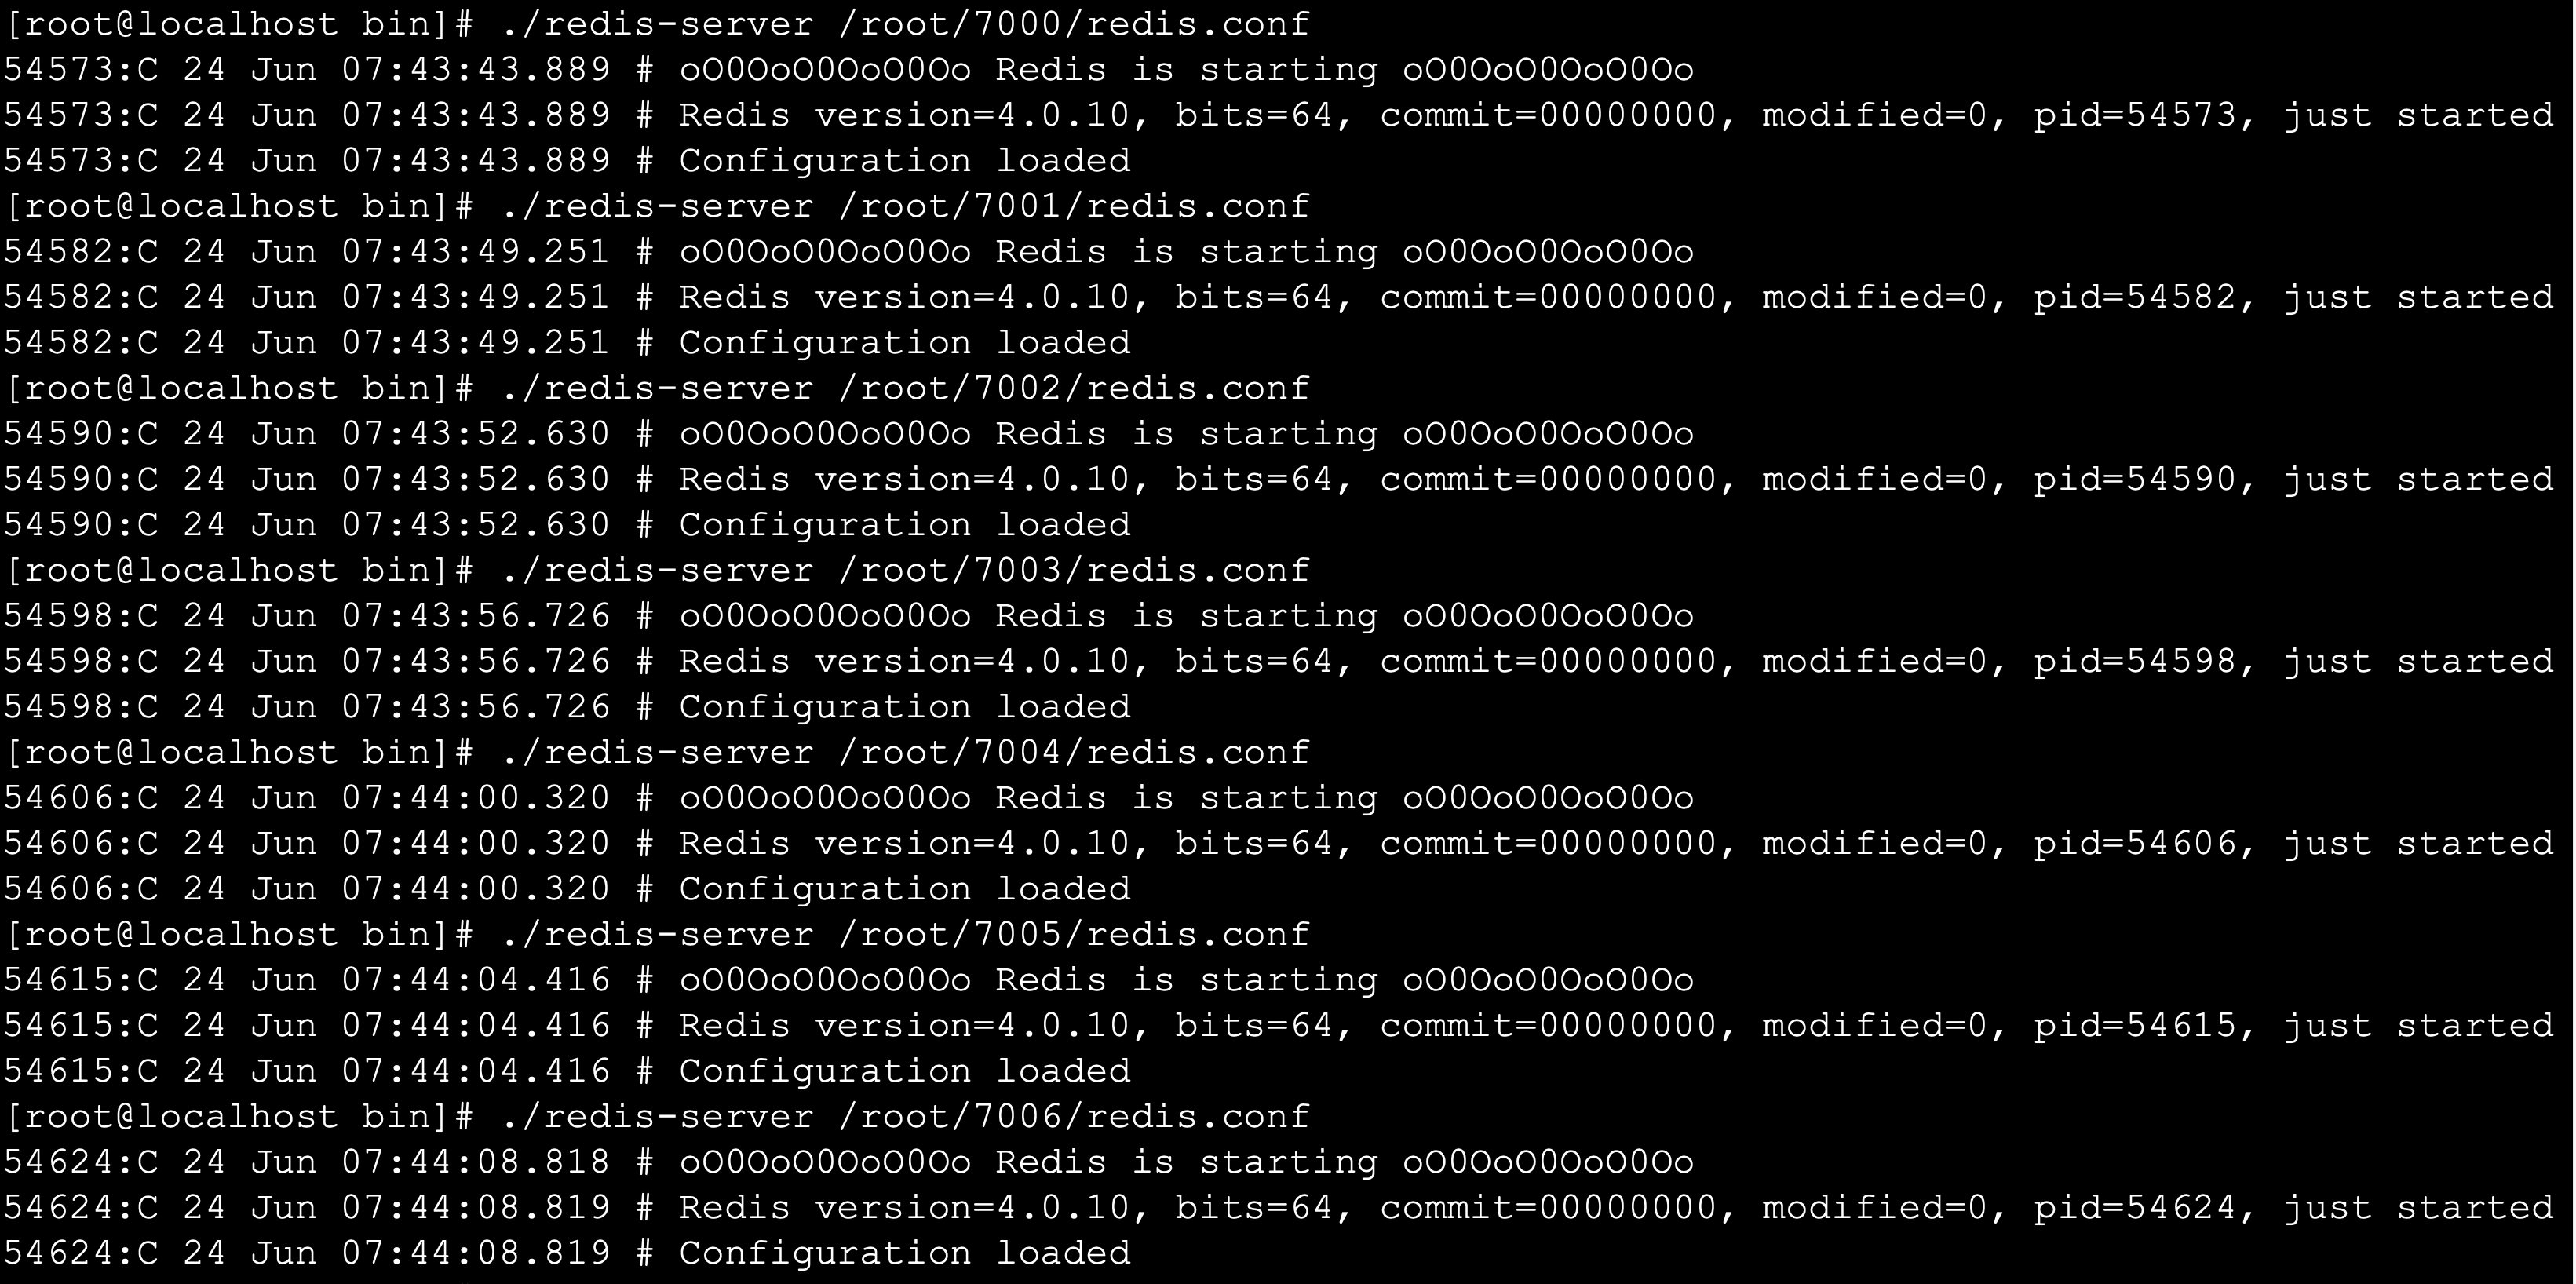 [root@localhost bin]# ./redis-server /root/7000/redis.conf
54573:C 24 Jun 07:43:43.889 # oO0OoO0OoO0Oo Redis is starting oO0OoO0OoO0Oo
54573:C 24 Jun 07:43:43.889 # Redis version=4.0.10, bits=64, commit=00000000, modified=0, pid=54573, just started
54573:C 24 Jun 07:43:43.889 # Configuration loaded
[root@localhost bin]# ./redis-server /root/7001/redis.conf
54582:C 24 Jun 07:43:49.251 # oO0OoO0OoO0Oo Redis is starting oO0OoO0OoO0Oo
54582:C 24 Jun 07:43:49.251 # Redis version=4.0.10, bits=64, commit=00000000, modified=0, pid=54582, just started
54582:C 24 Jun 07:43:49.251 # Configuration loaded
[root@localhost bin]# ./redis-server /root/7002/redis.conf
54590:C 24 Jun 07:43:52.630 # oO0OoO0OoO0Oo Redis is starting oO0OoO0OoO0Oo
54590:C 24 Jun 07:43:52.630 # Redis version=4.0.10, bits=64, commit=00000000, modified=0, pid=54590, just started
54590:C 24 Jun 07:43:52.630 # Configuration loaded
[root@localhost bin]# ./redis-server /root/7003/redis.conf
54598:C 24 Jun 07:43:56.726 # oO0OoO0OoO0Oo Redis is starting oO0OoO0OoO0Oo
54598:C 24 Jun 07:43:56.726 # Redis version=4.0.10, bits=64, commit=00000000, modified=0, pid=54598, just started
54598:C 24 Jun 07:43:56.726 # Configuration loaded
[root@localhost bin]# ./redis-server /root/7004/redis.conf
54606:C 24 Jun 07:44:00.320 # oO0OoO0OoO0Oo Redis is starting oO0OoO0OoO0Oo
54606:C 24 Jun 07:44:00.320 # Redis version=4.0.10, bits=64, commit=00000000, modified=0, pid=54606, just started
54606:C 24 Jun 07:44:00.320 # Configuration loaded
[root@localhost bin]# ./redis-server /root/7005/redis.conf
54615:C 24 Jun 07:44:04.416 # oO0OoO0OoO0Oo Redis is starting oO0OoO0OoO0Oo
54615:C 24 Jun 07:44:04.416 # Redis version=4.0.10, bits=64, commit=00000000, modified=0, pid=54615, just started
54615:C 24 Jun 07:44:04.416 # Configuration loaded
[root@localhost bin]# ./redis-server /root/7006/redis.conf
54624:C 24 Jun 07:44:08.818 # oO0OoO0OoO0Oo Redis is starting oO0OoO0OoO0Oo
54624:C 24 Jun 07:44:08.819 # Redis version=4.0.10, bits=64, commit=00000000, modified=0, pid=54624, just started
54624:C 24 Jun 07:44:08.819 # Configuration loaded